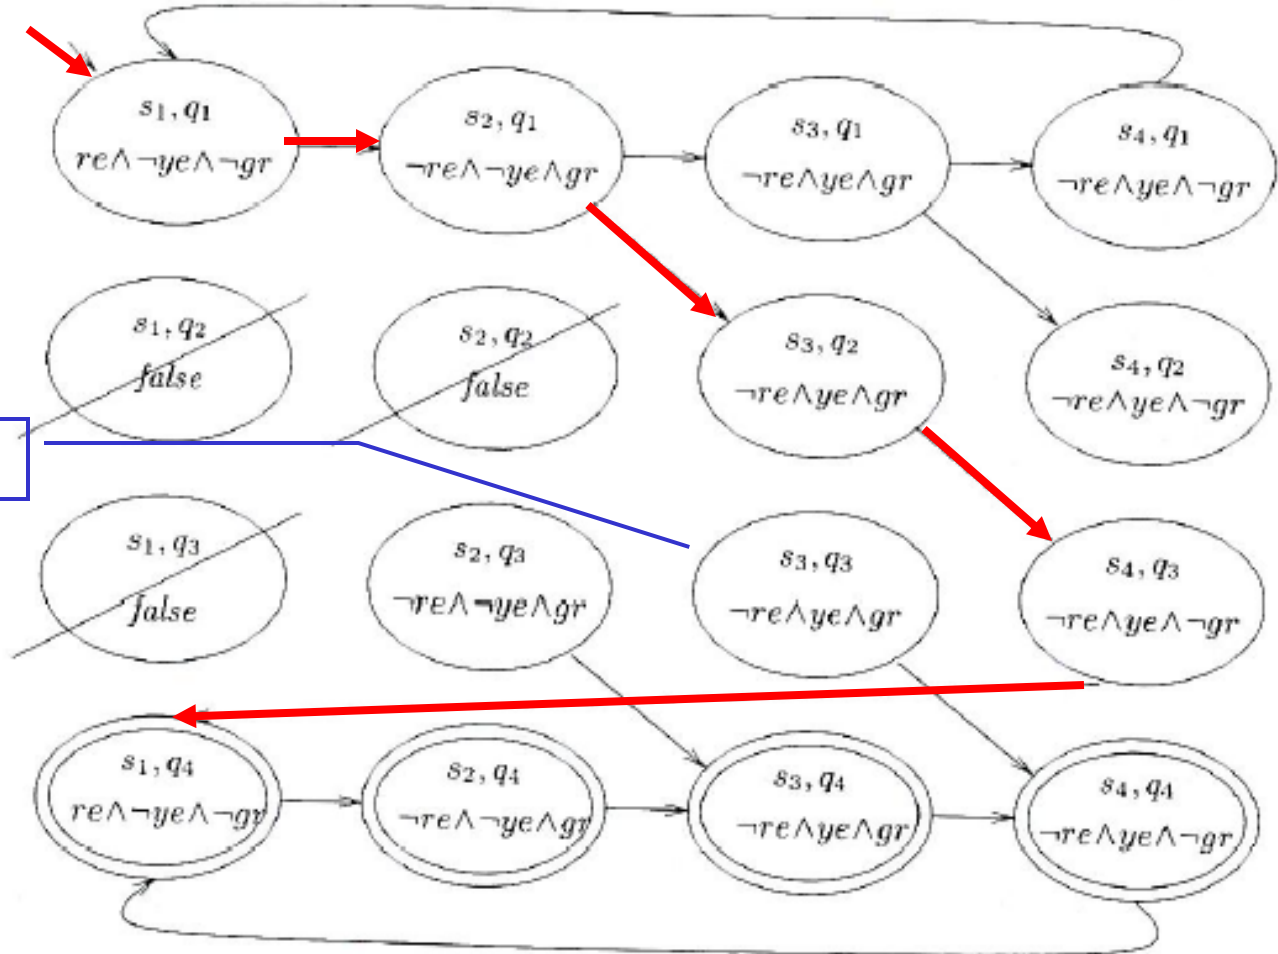 s₁, q₁
re∧¬ye∧¬gr
s₂, q₁
¬re∧¬ye∧gr
s₃, q₁
¬re∧ye∧gr
s₄, q₁
¬re∧ye∧¬gr
s₁, q₂
false
s₂, q₂
false
s₃, q₂
¬re∧ye∧gr
s₄, q₂
¬re∧ye∧¬gr
s₁, q₃
false
s₂, q₃
¬re∧¬ye∧gr
s₃, q₃
¬re∧ye∧gr
s₄, q₃
¬re∧ye∧¬gr
s₁, q₄
re∧¬ye∧¬gr
s₂, q₄
¬re∧¬ye∧gr
s₃, q₄
¬re∧ye∧gr
s₄, q₄
¬re∧ye∧¬gr